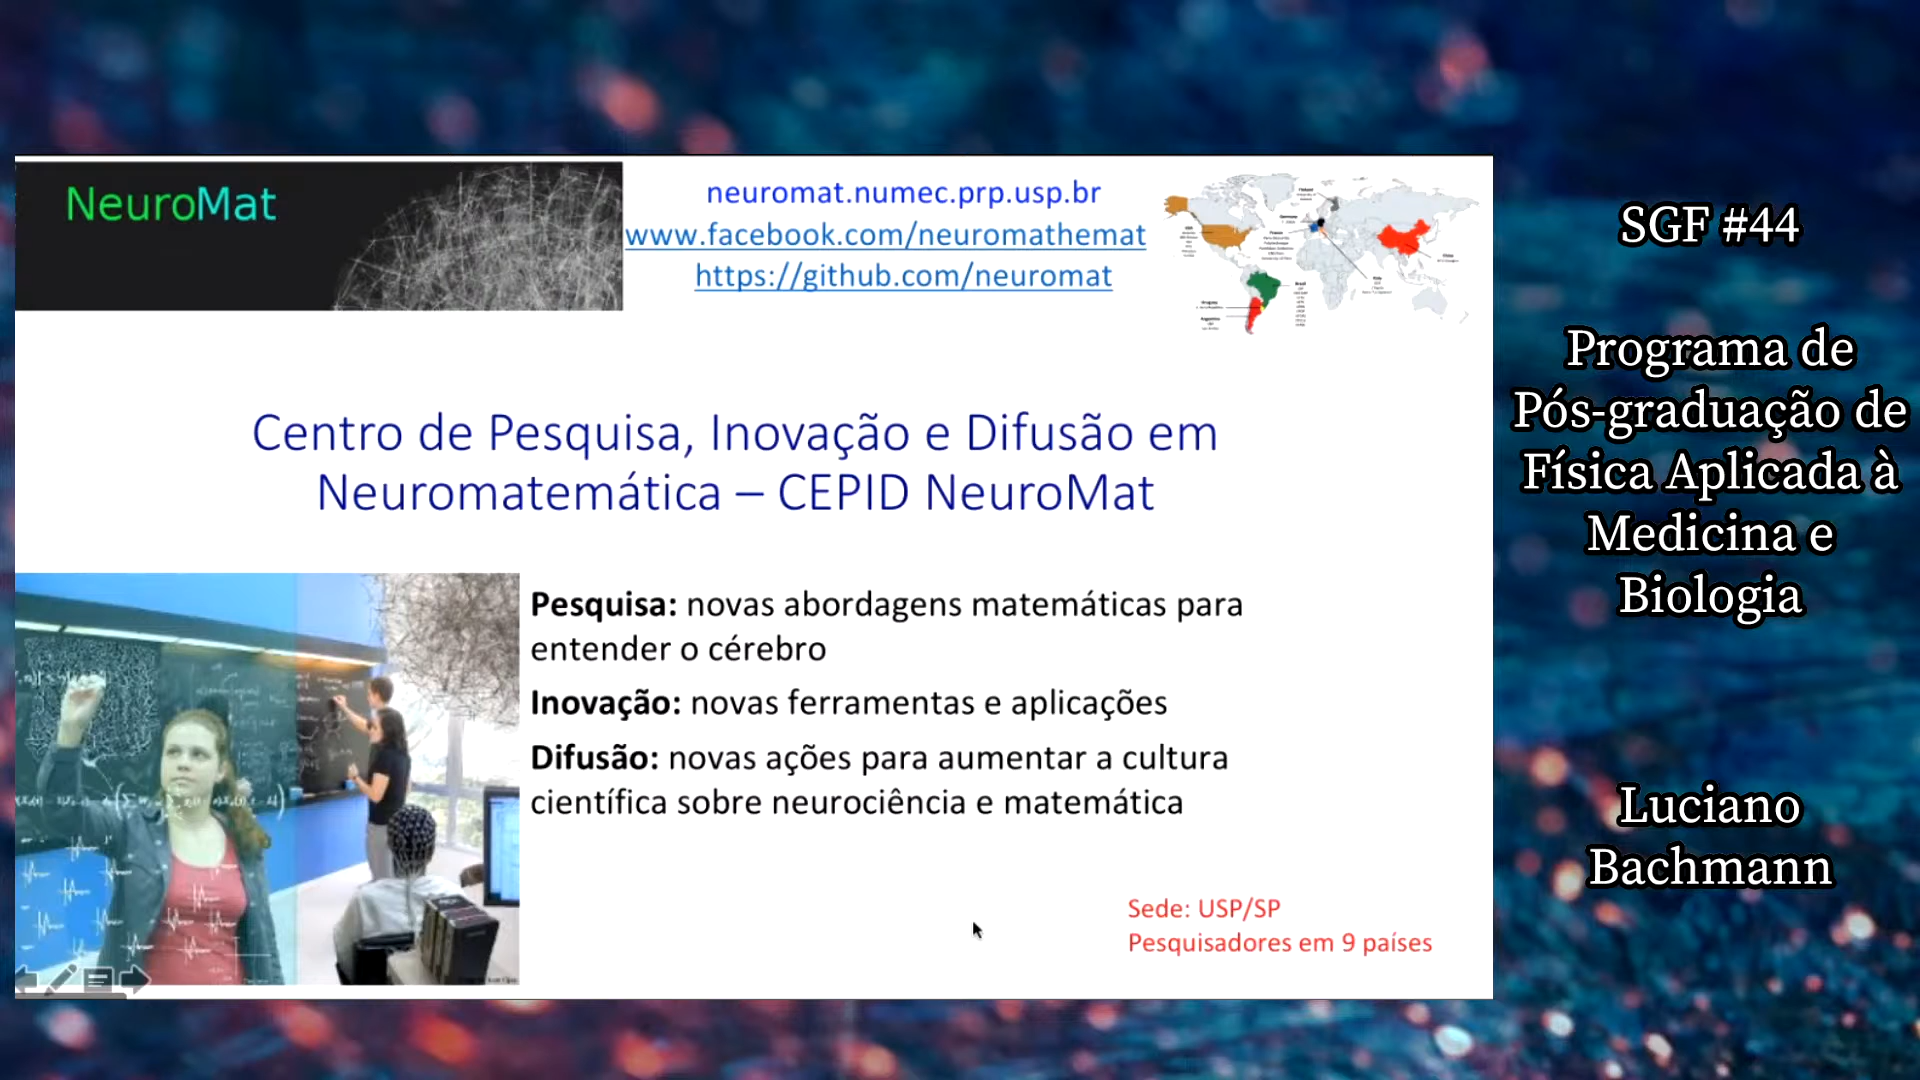 NeuroMat
neuromat.numec.prp.usp.br
www.facebook.com/neuromathemat
https://github.com/neuromat
Centro de Pesquisa, Inovação e Difusão em
Neuromatemática – CEPID NeuroMat
Pesquisa: novas abordagens matemáticas para
entender o cérebro
Inovação: novas ferramentas e aplicações
Difusão: novas ações para aumentar a cultura
científica sobre neurociência e matemática
Sede: USP/SP
Pesquisadores em 9 países
SGF #44
Programa de
Pós-graduação de
Física Aplicada à
Medicina e
Biologia
Luciano
Bachmann